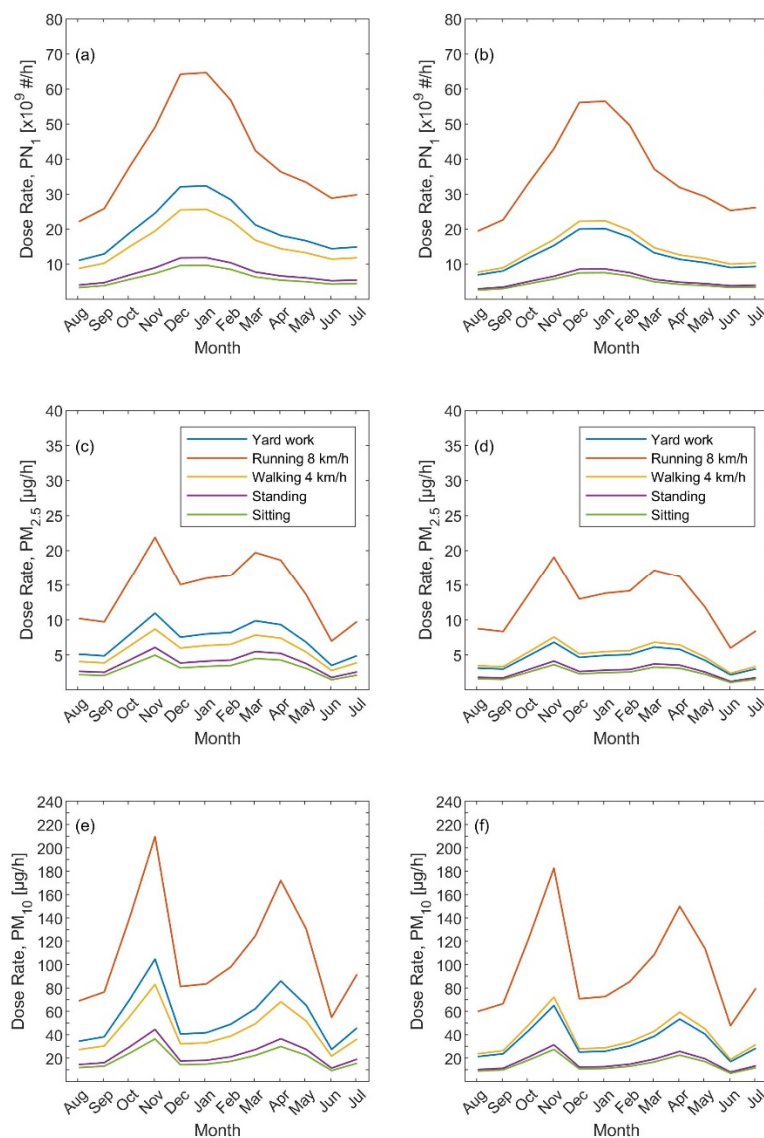 80
70
60
50
40
30
20
10
Dose Rate, PN1 [x10^9 #/h]
(a)
Aug Sep Oct Nov Dec Jan Feb Mar Apr May Jun Jul
Month
80
70
60
50
40
30
20
10
Dose Rate, PN1 [x10^9 #/h]
(b)
Aug Sep Oct Nov Dec Jan Feb Mar Apr May Jun Jul
Month
40
35
30
25
20
15
10
5
Dose Rate, PM2.5 [µg/h]
(c)
Yard work
Running 8 km/h
Walking 4 km/h
Standing
Sitting
Aug Sep Oct Nov Dec Jan Feb Mar Apr May Jun Jul
Month
40
35
30
25
20
15
10
5
Dose Rate, PM2.5 [µg/h]
(d)
Yard work
Running 8 km/h
Walking 4 km/h
Standing
Sitting
Aug Sep Oct Nov Dec Jan Feb Mar Apr May Jun Jul
Month
240
220
200
180
160
140
120
100
80
60
40
20
Dose Rate, PM10 [µg/h]
(e)
Aug Sep Oct Nov Dec Jan Feb Mar Apr May Jun Jul
Month
240
220
200
180
160
140
120
100
80
60
40
20
Dose Rate, PM10 [µg/h]
(f)
Aug Sep Oct Nov Dec Jan Feb Mar Apr May Jun Jul
Month